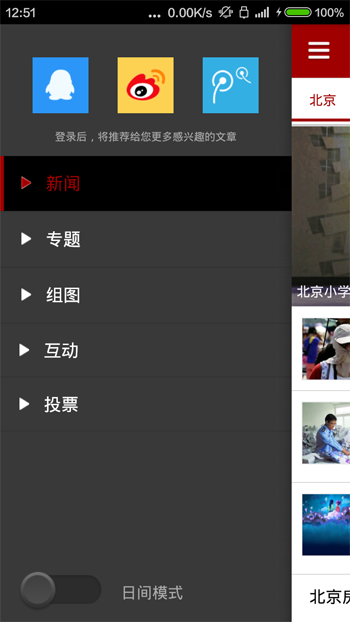 12:51 ... 0.00K/s 100%
北京
登录后，将推荐给您更多感兴趣的文章
新闻
专题
组图
北京小学
互动
投票
日间模式
北京房